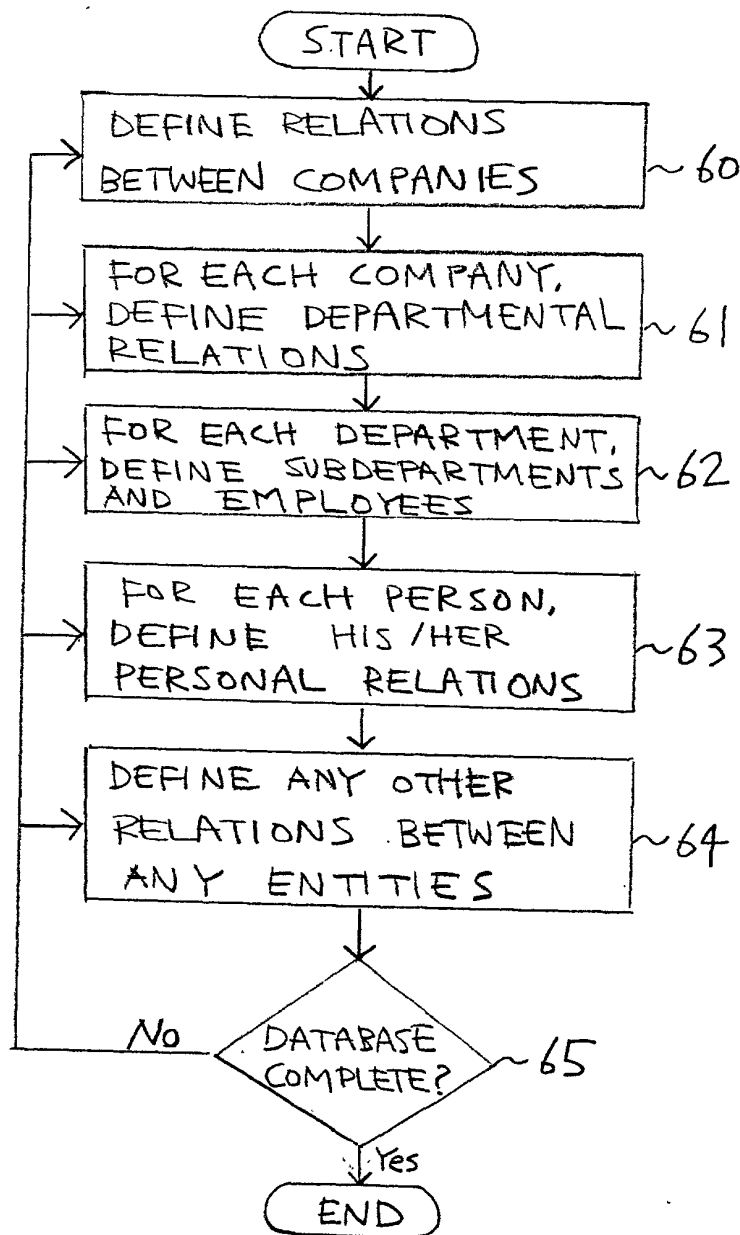 START
DEFINE RELATIONS
BETWEEN COMPANIES
60
FOR EACH COMPANY,
DEFINE DEPARTMENTAL
RELATIONS
61
FOR EACH DEPARTMENT,
DEFINE SUBDEPARTMENTS
AND EMPLOYEES
62
FOR EACH PERSON,
DEFINE HIS/HER
PERSONAL RELATIONS
63
DEFINE ANY OTHER
RELATIONS BETWEEN
ANY ENTITIES
64
No
DATABASE
COMPLETE?
65
Yes
END